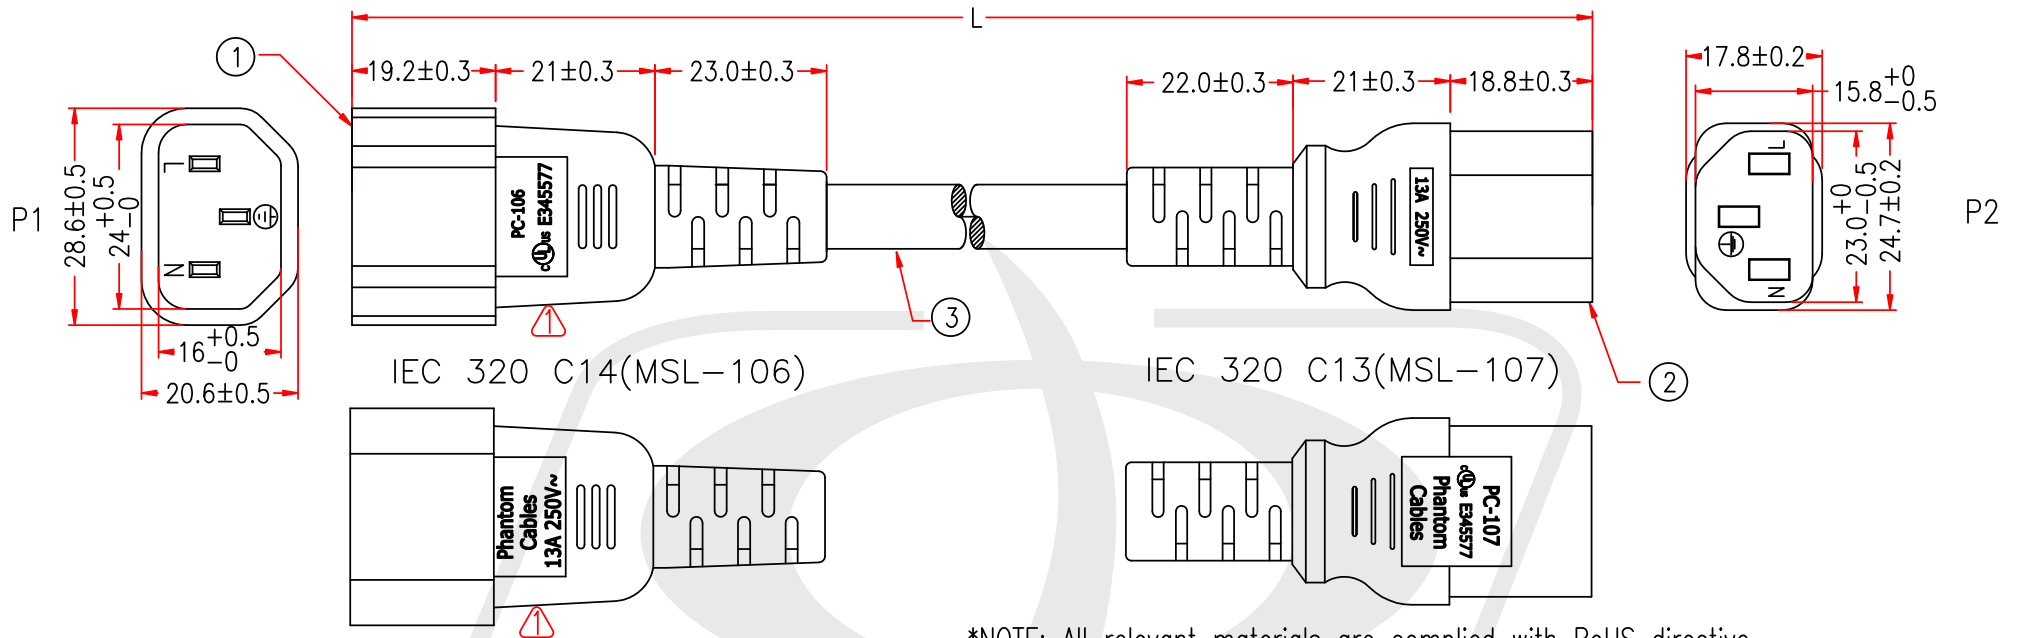 L
1
19.2±0.3
21±0.3
23.0±0.3
22.0±0.3
21±0.3
18.8±0.3
17.8±0.2
15.8+0-0.5
P1
28.6±0.5
24+0.5-0
L
N
16+0.5-0
20.6±0.5
PC-106
cULus E345577
1
3
13A 250V~
L
N
23.0+0-0.5
24.7±0.2
P2
2
IEC 320 C14(MSL-106)
IEC 320 C13(MSL-107)
Phantom
Cables
13A 250V~
1
PC-107
cULus E345577
Phantom
Cables
*NOTE: All relevant materials are complied with RoHS directive